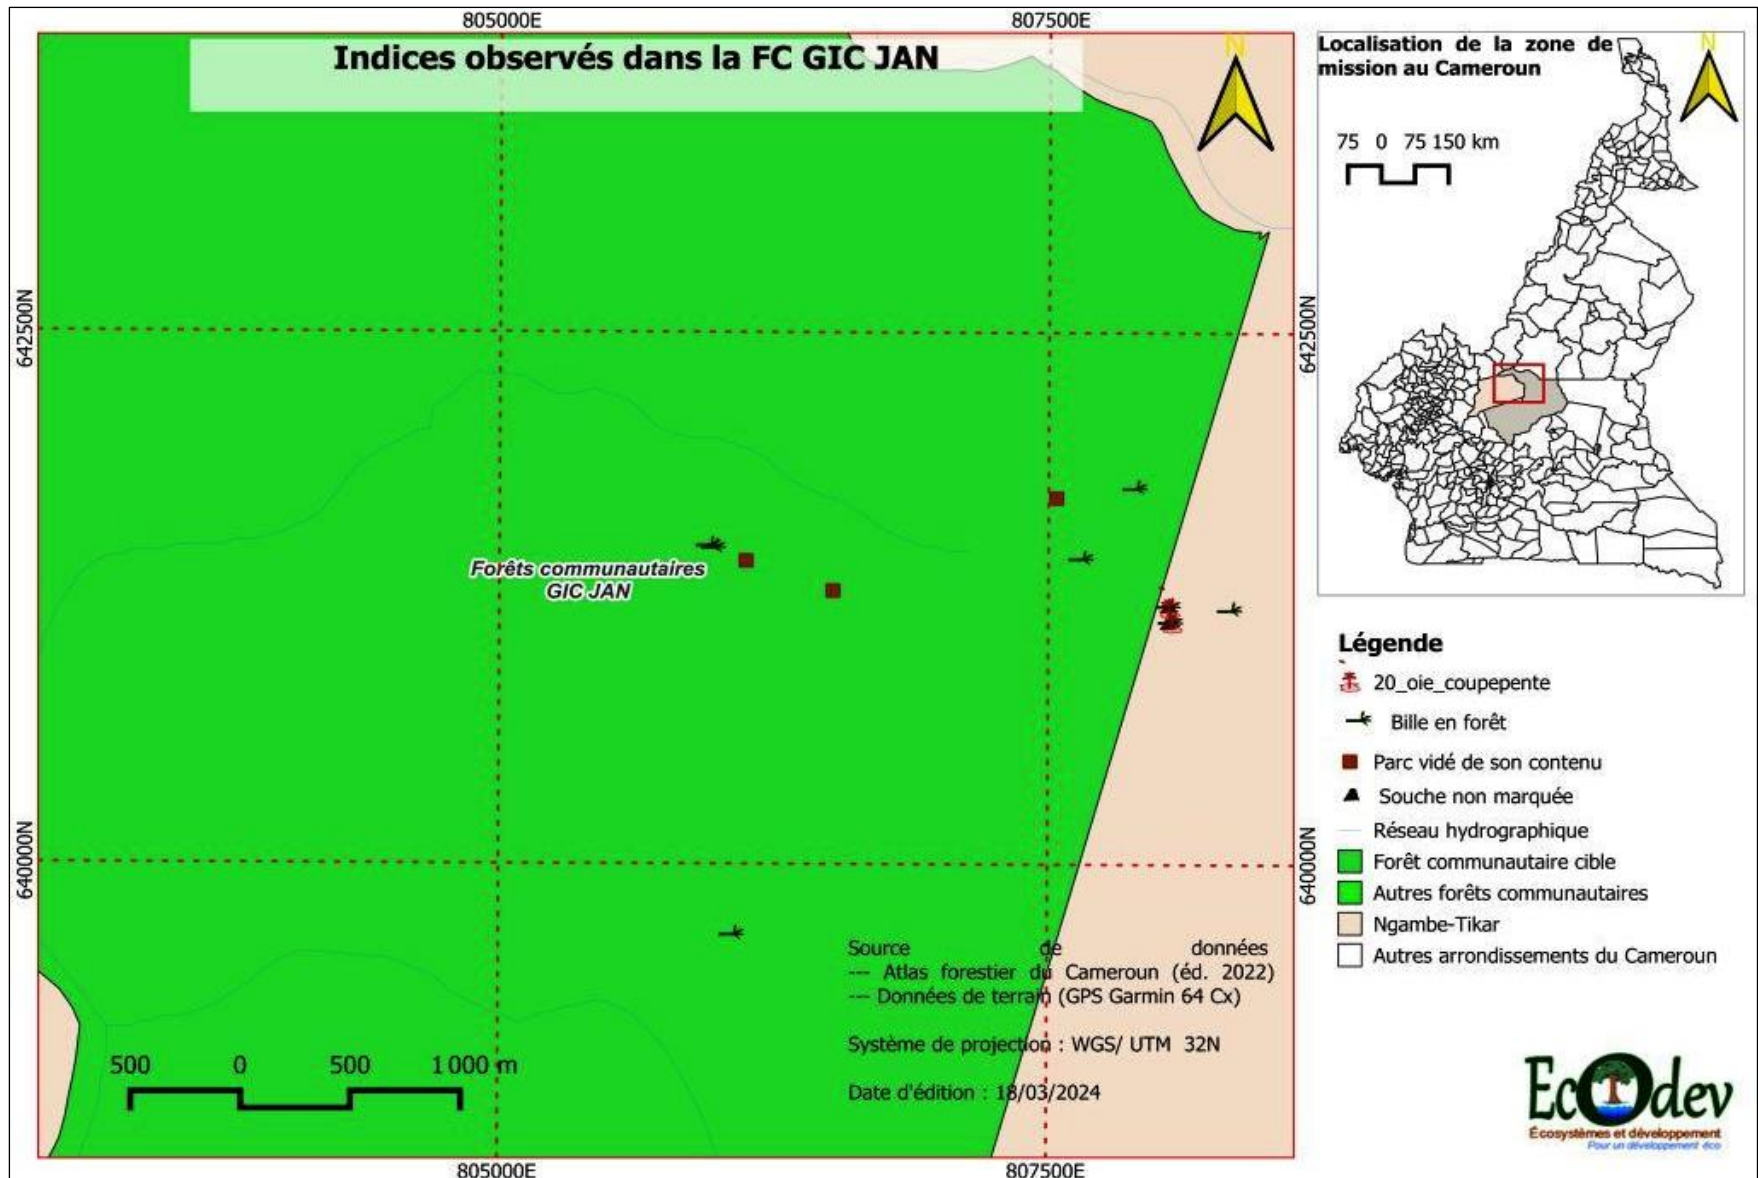 805000E
807500E
Indices observés dans la FC GIC JAN
N
642500N
642500N
Forêts communautaires
GIC JAN
640000N
640000N
Source de données
--- Atlas forestier du Cameroun (éd. 2022)
--- Données de terrain (GPS Garmin 64 Cx)
Système de projection : WGS/ UTM 32N
Date d'édition : 18/03/2024
500 0 500 1 000 m
805000E
807500E
Localisation de la zone de
mission au Cameroun
N
75 0 75 150 km
Légende
20_oie_coupepente
Bille en forêt
Parc vidé de son contenu
Souche non marquée
Réseau hydrographique
Forêt communautaire cible
Autres forêts communautaires
Ngambe-Tikar
Autres arrondissements du Cameroun
EcOdev
Écosystèmes et développement
Pour un développement éco